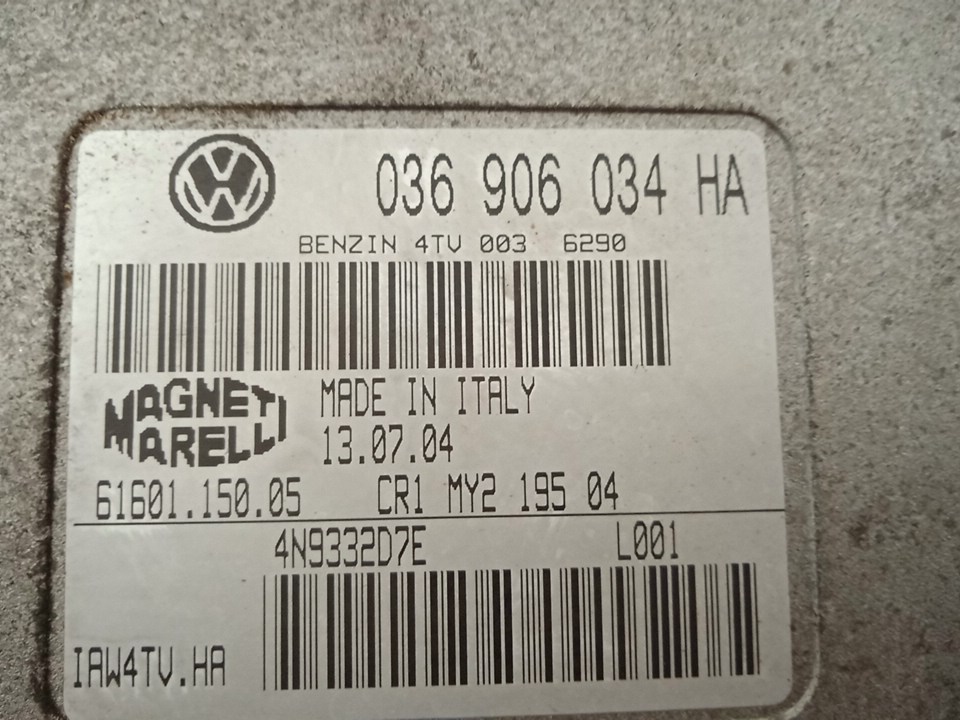 036 906 034 HA
BENZIN 4TV 003 6290
MAGNETI
MARELLI
MADE IN ITALY
13.07.04
61601.150.05 CR1 MY2 195 04
4N9332D7E L001
IAW4TV.HA